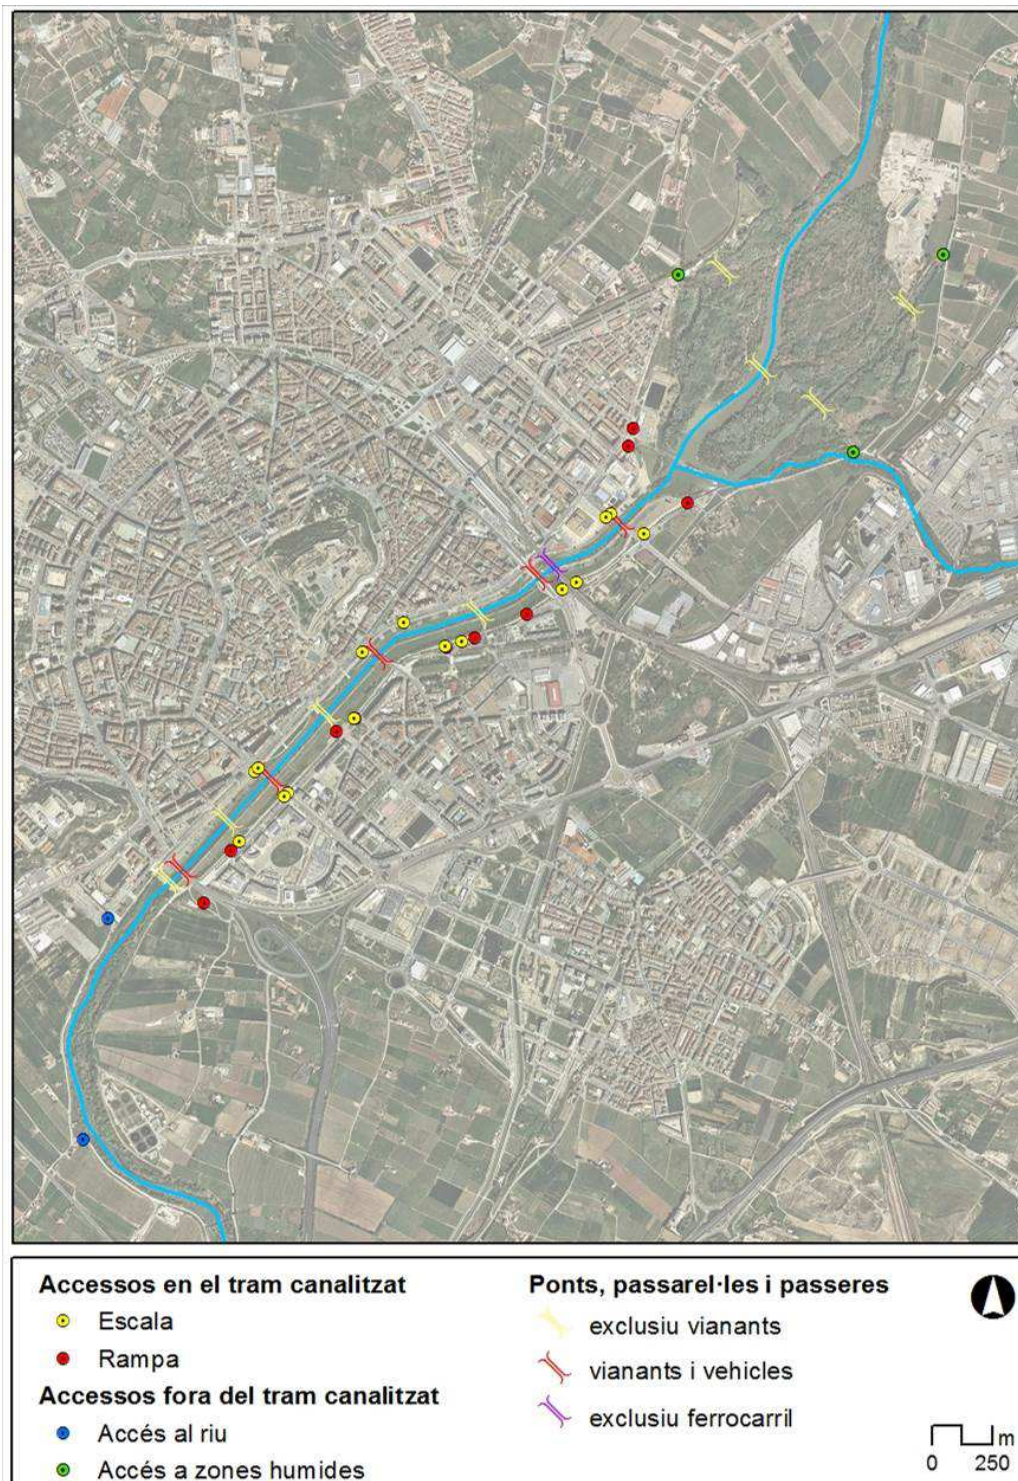 Accessos en el tram canalitzat
Escala
Rampa
Accessos fora del tram canalitzat
Accés al riu
Accés a zones humides
Ponts, passarel·les i passeres
exclusiu vianants
vianants i vehicles
exclusiu ferrocarril
m
0 250